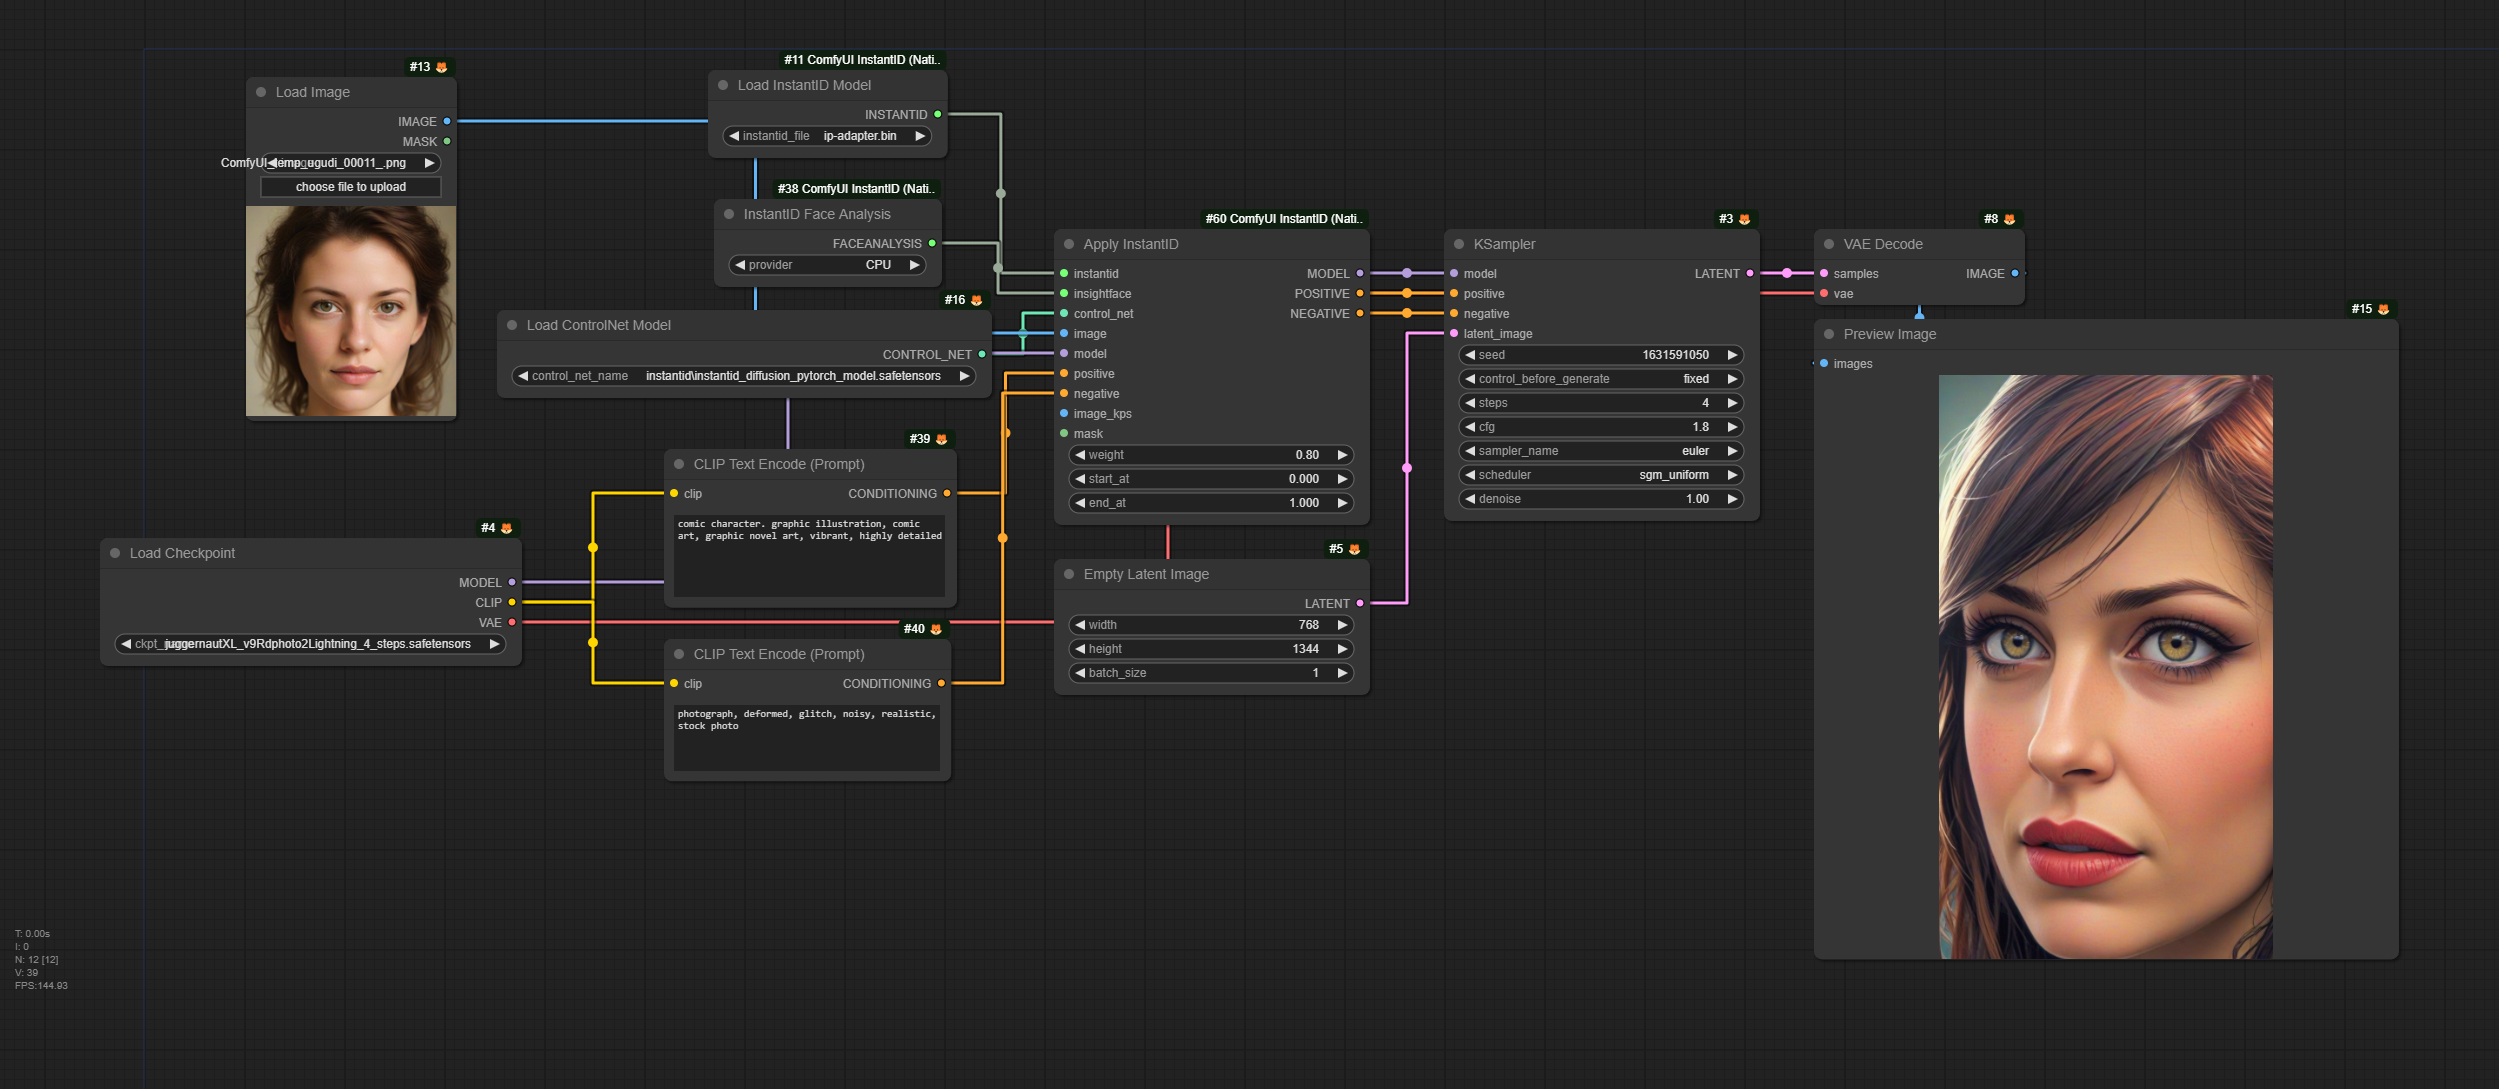 #13
Load Image
IMAGE
MASK
ComfyUI_temp_ugudi_00011_.png
choose file to upload
#11 ComfyUI InstantID (Nati..
Load InstantID Model
INSTANTID
instantid_file ip-adapter.bin
#38 ComfyUI InstantID (Nati..
InstantID Face Analysis
FACEANALYSIS
provider CPU
#16
Load ControlNet Model
CONTROL_NET
control_net_name instantid\instantid_diffusion_pytorch_model.safetensors
#39
CLIP Text Encode (Prompt)
clip CONDITIONING
comic character. graphic illustration, comic
art, graphic novel art, vibrant, highly detailed
#4
Load Checkpoint
MODEL
CLIP
VAE
ckpt_ juggernautXL_v9Rdphoto2Lightning_4_steps.safetensors
#40
CLIP Text Encode (Prompt)
clip CONDITIONING
photograph, deformed, glitch, noisy, realistic,
stock photo
#60 ComfyUI InstantID (Nati..
Apply InstantID
instantid MODEL
insightface POSITIVE
control_net NEGATIVE
image
model
positive
negative
image_kps
mask
weight 0.80
start_at 0.000
end_at 1.000
#5
Empty Latent Image
LATENT
width 768
height 1344
batch_size 1
#3
KSampler
model LATENT
positive
negative
latent_image
seed 1631591050
control_before_generate fixed
steps 4
cfg 1.8
sampler_name euler
scheduler sgm_uniform
denoise 1.00
#8
VAE Decode
samples IMAGE
vae
#15
Preview Image
images
T: 0.00s
I: 0
N: 12 [12]
V: 39
FPS:144.93